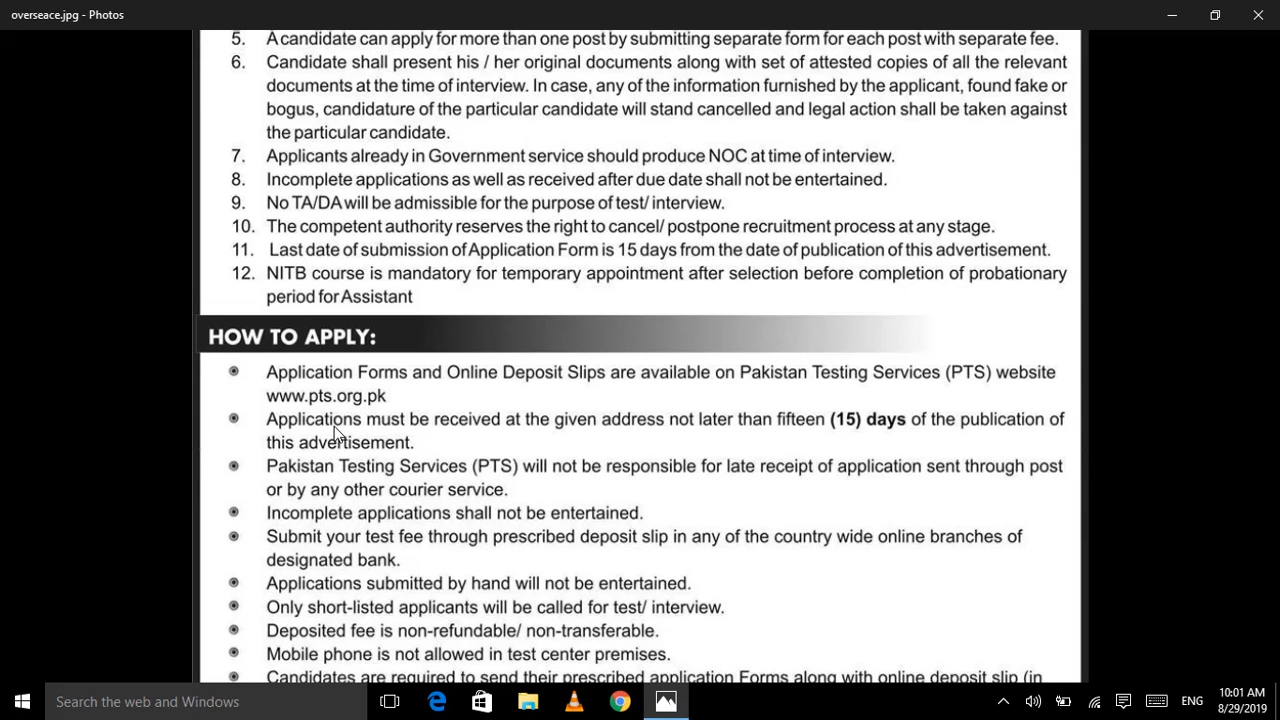 overseace.jpg - Photos
5. A candidate can apply for more than one post by submitting separate form for each post with separate fee.
6. Candidate shall present his / her original documents along with set of attested copies of all the relevant
documents at the time of interview. In case, any of the information furnished by the applicant, found fake or
bogus, candidature of the particular candidate will stand cancelled and legal action shall be taken against
the particular candidate.
7. Applicants already in Government service should produce NOC at time of interview.
8. Incomplete applications as well as received after due date shall not be entertained.
9. No TA/DA will be admissible for the purpose of test/ interview.
10. The competent authority reserves the right to cancel/ postpone recruitment process at any stage.
11. Last date of submission of Application Form is 15 days from the date of publication of this advertisement.
12. NITB course is mandatory for temporary appointment after selection before completion of probationary
period for Assistant
HOW TO APPLY:
Application Forms and Online Deposit Slips are available on Pakistan Testing Services (PTS) website
www.pts.org.pk
Applications must be received at the given address not later than fifteen (15) days of the publication of
this advertisement.
Pakistan Testing Services (PTS) will not be responsible for late receipt of application sent through post
or by any other courier service.
Incomplete applications shall not be entertained.
Submit your test fee through prescribed deposit slip in any of the country wide online branches of
designated bank.
Applications submitted by hand will not be entertained.
Only short-listed applicants will be called for test/ interview.
Deposited fee is non-refundable/ non-transferable.
Mobile phone is not allowed in test center premises.
Candidates are required to send their prescribed application Forms along with online deposit slip (in
Search the web and Windows
ENG
10:01 AM
8/29/2019